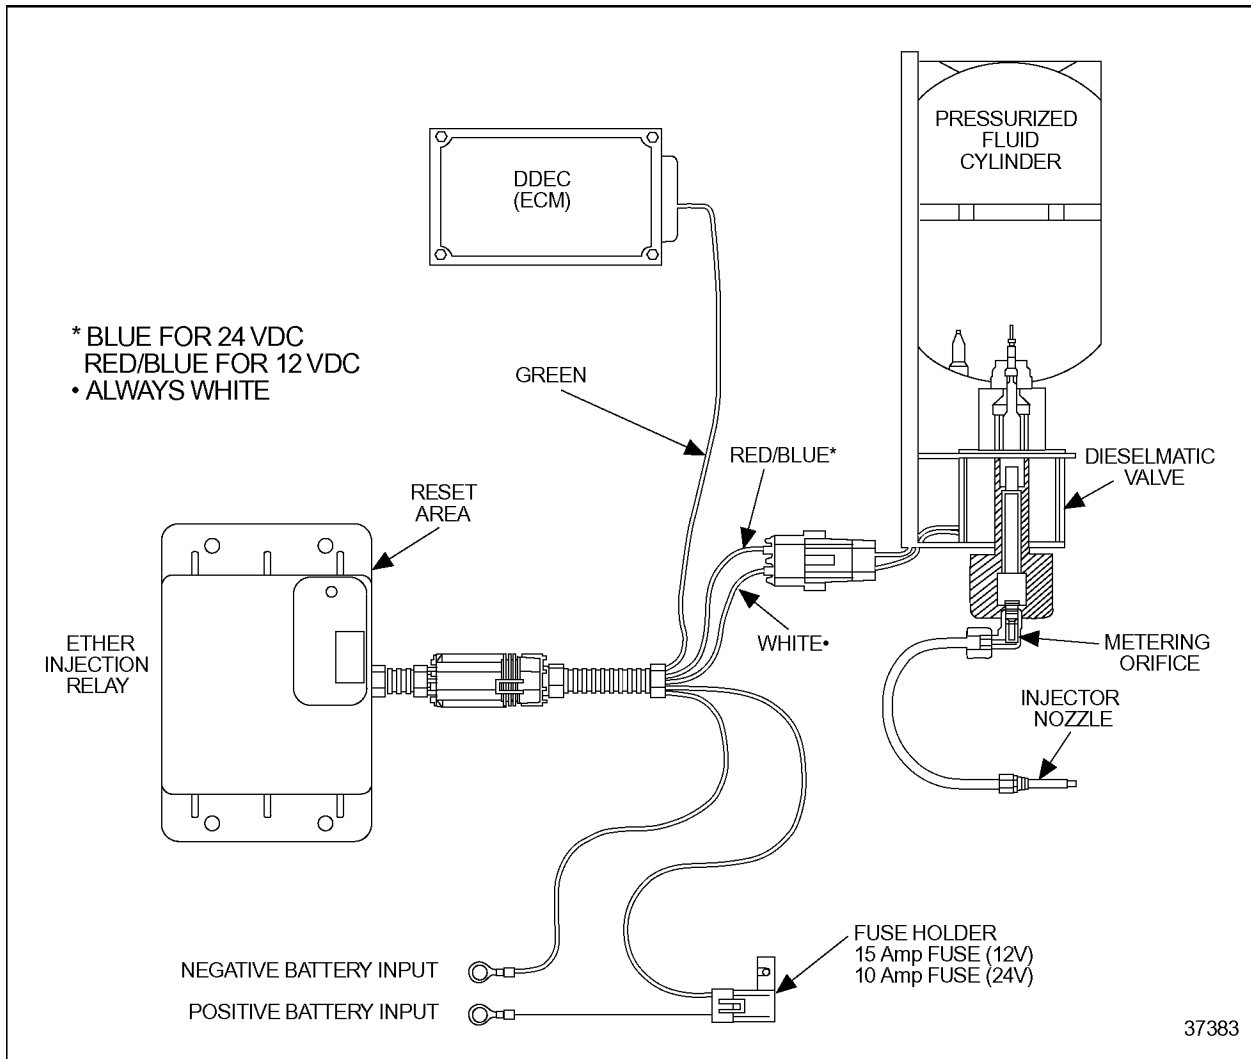 PRESSURIZED
FLUID
CYLINDER
DDEC
(ECM)
* BLUE FOR 24 VDC
RED/BLUE FOR 12 VDC
• ALWAYS WHITE
GREEN
RED/BLUE*
DIESELMATIC
VALVE
RESET
AREA
ETHER
INJECTION
RELAY
WHITE•
METERING
ORIFICE
INJECTOR
NOZZLE
FUSE HOLDER
15 Amp FUSE (12V)
10 Amp FUSE (24V)
NEGATIVE BATTERY INPUT
POSITIVE BATTERY INPUT
37383